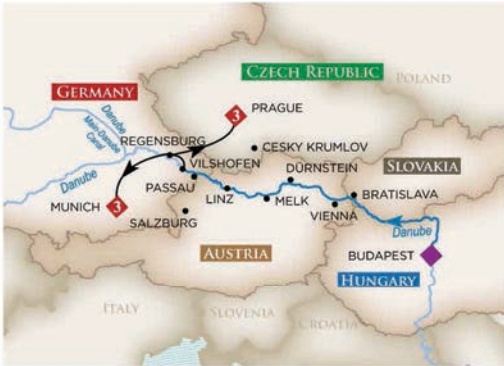 CZECH REPUBLIC
POLAND
GERMANY
Danube
Main-Danube
Canal
PRAGUE
3
REGENSBURG
CESKY KRUMLOV
VILSHOFEN
DÜRNSTEIN
SLOVAKIA
Danube
PASSAU
LINZ
MELK
BRATISLAVA
MUNICH
3
SALZBURG
VIENNA
Danube
AUSTRIA
BUDAPEST
HUNGARY
ITALY
SLOVENIA
CROATIA